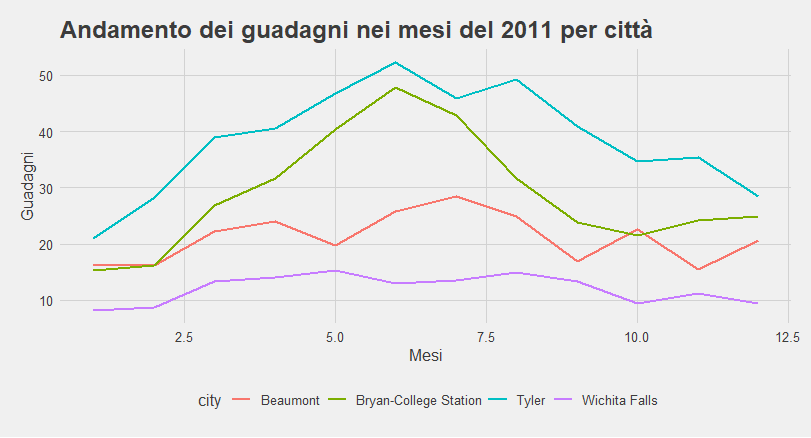 Andamento dei guadagni nei mesi del 2011 per città
Guadagni
50
40
30
20
10
2.5 5.0 7.5 10.0 12.5
Mesi
city Beaumont Bryan-College Station Tyler Wichita Falls